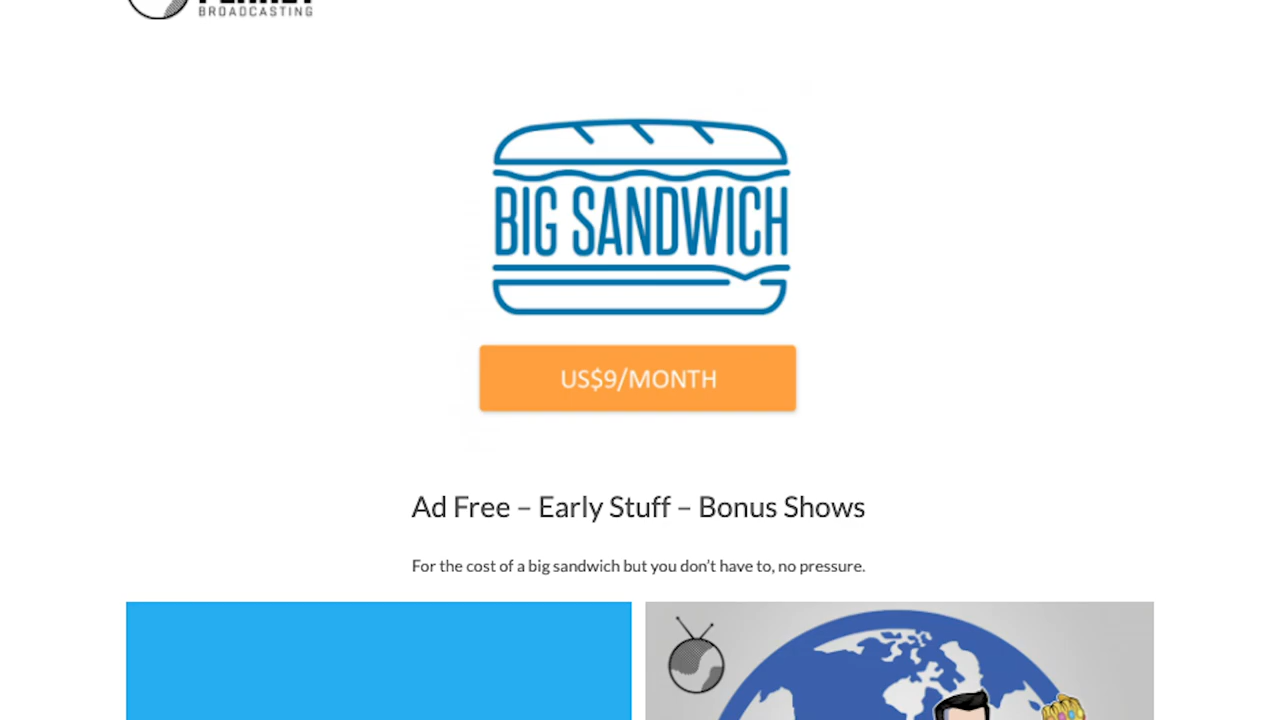 BROADCASTING
BIG SANDWICH
US$9/MONTH
Ad Free – Early Stuff – Bonus Shows
For the cost of a big sandwich but you don't have to, no pressure.